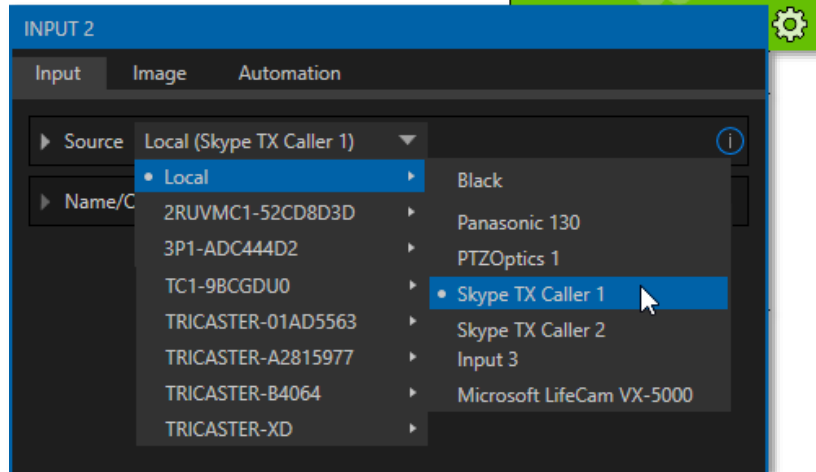 INPUT 2
Input Image Automation
Source Local (Skype TX Caller 1)
Local
Name/C
2RUVMC1-52CD8D3D
3P1-ADC444D2
TC1-9BCGDU0
TRICASTER-01AD5563
TRICASTER-A2815977
TRICASTER-B4064
TRICASTER-XD
Black
Panasonic 130
PTZOptics 1
Skype TX Caller 1
Skype TX Caller 2
Input 3
Microsoft LifeCam VX-5000